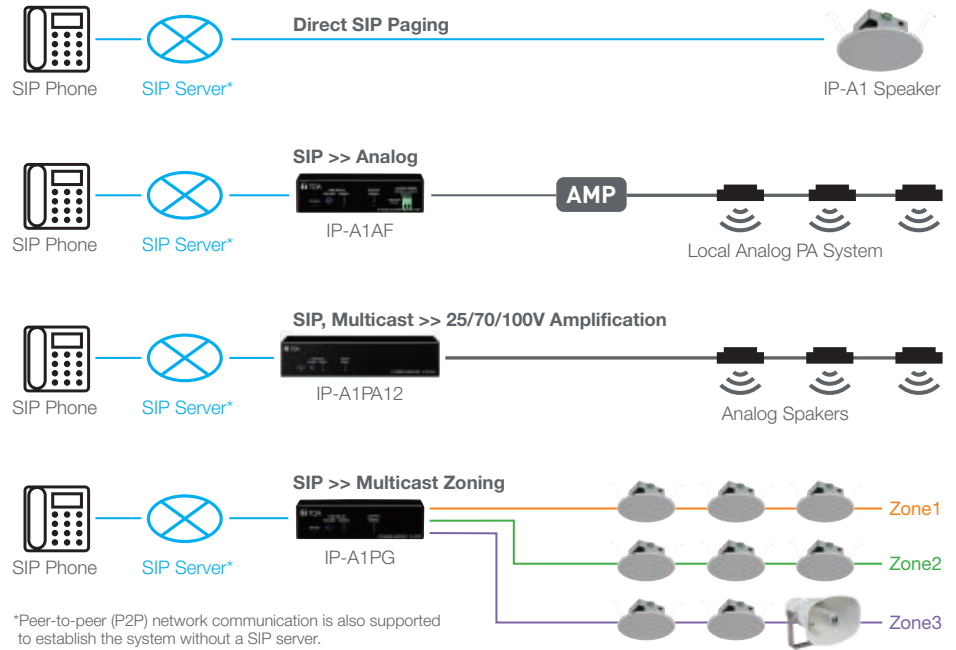 Direct SIP Paging
SIP Phone
SIP Server*
IP-A1 Speaker
SIP >> Analog
TOA
AMP
SIP Phone
SIP Server*
IP-A1AF
Local Analog PA System
SIP, Multicast >> 25/70/100V Amplification
TOA
SIP Phone
SIP Server*
IP-A1PA12
Analog Spakers
SIP >> Multicast Zoning
TOA
SIP Phone
SIP Server*
IP-A1PG
Zone1
Zone2
Zone3
*Peer-to-peer (P2P) network communication is also supported
to establish the system without a SIP server.